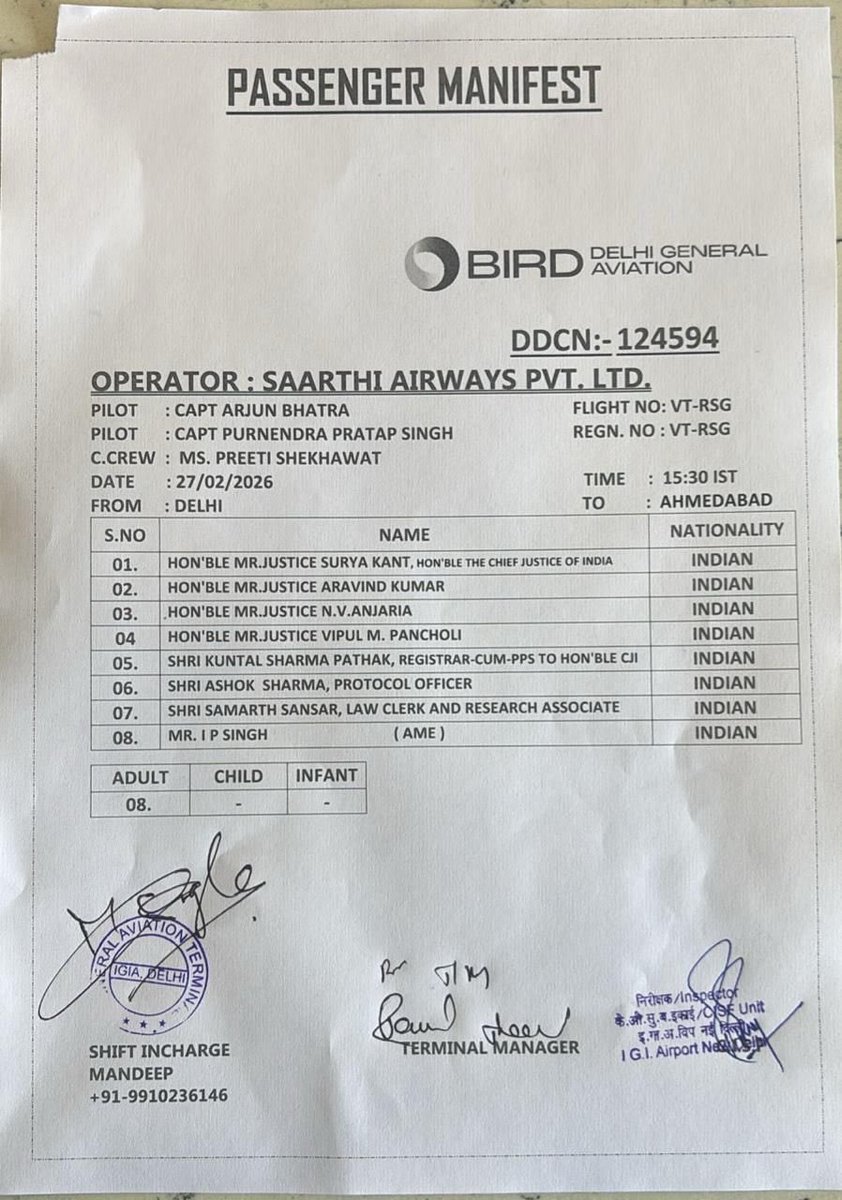 PASSENGER MANIFEST
BIRD DELHI GENERAL AVIATION
DDCN:- 124594
OPERATOR : SAARTHI AIRWAYS PVT. LTD.
PILOT : CAPT ARJUN BHATRA FLIGHT NO: VT-RSG
PILOT : CAPT PURNENDRA PRATAP SINGH REGN. NO : VT-RSG
C.CREW : MS. PREETI SHEKHAWAT
DATE : 27/02/2026 TIME : 15:30 IST
FROM : DELHI TO : AHMEDABAD
S.NO NAME NATIONALITY
01. HON'BLE MR.JUSTICE SURYA KANT, HON'BLE THE CHIEF JUSTICE OF INDIA INDIAN
02. HON'BLE MR.JUSTICE ARAVIND KUMAR INDIAN
03. .HON'BLE MR.JUSTICE N.V.ANJARIA INDIAN
04 HON'BLE MR.JUSTICE VIPUL M. PANCHOLI INDIAN
05. SHRI KUNTAL SHARMA PATHAK, REGISTRAR-CUM-PPS TO HON'BLE CJI INDIAN
06. SHRI ASHOK SHARMA, PROTOCOL OFFICER INDIAN
07. SHRI SAMARTH SANSAR, LAW CLERK AND RESEARCH ASSOCIATE INDIAN
08. MR. I P SINGH ( AME ) INDIAN
ADULT CHILD INFANT
08. - -
AVIATION
IGIA, DELHI
T/M
निरीक्षक/Inspector
के.औ.सु.ब.इकाई/CISF Unit
I G.I. Airport
SHIFT INCHARGE
TERMINAL MANAGER
MANDEEP
+91-9910236146